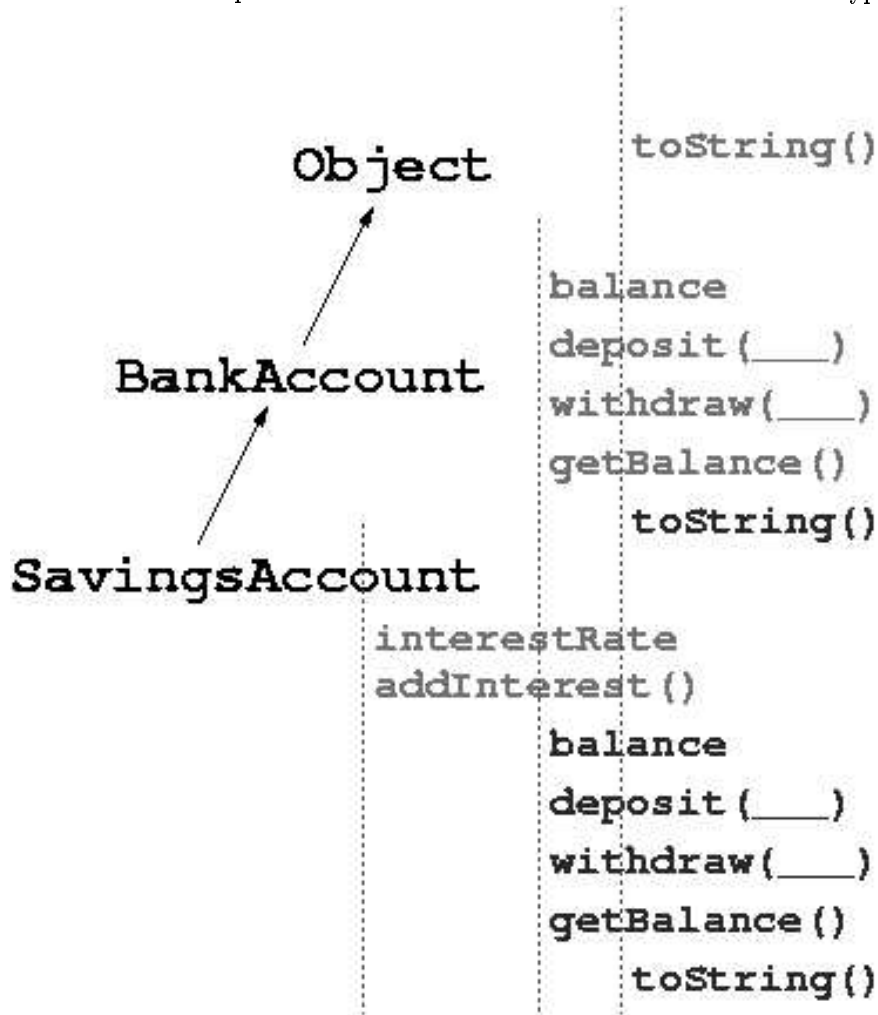 toString()
Object
balance
deposit(___)
BankAccount
withdraw(___)
getBalance()
toString()
SavingsAccount
interestRate
addInterest()
balance
deposit(___)
withdraw(___)
getBalance()
toString()